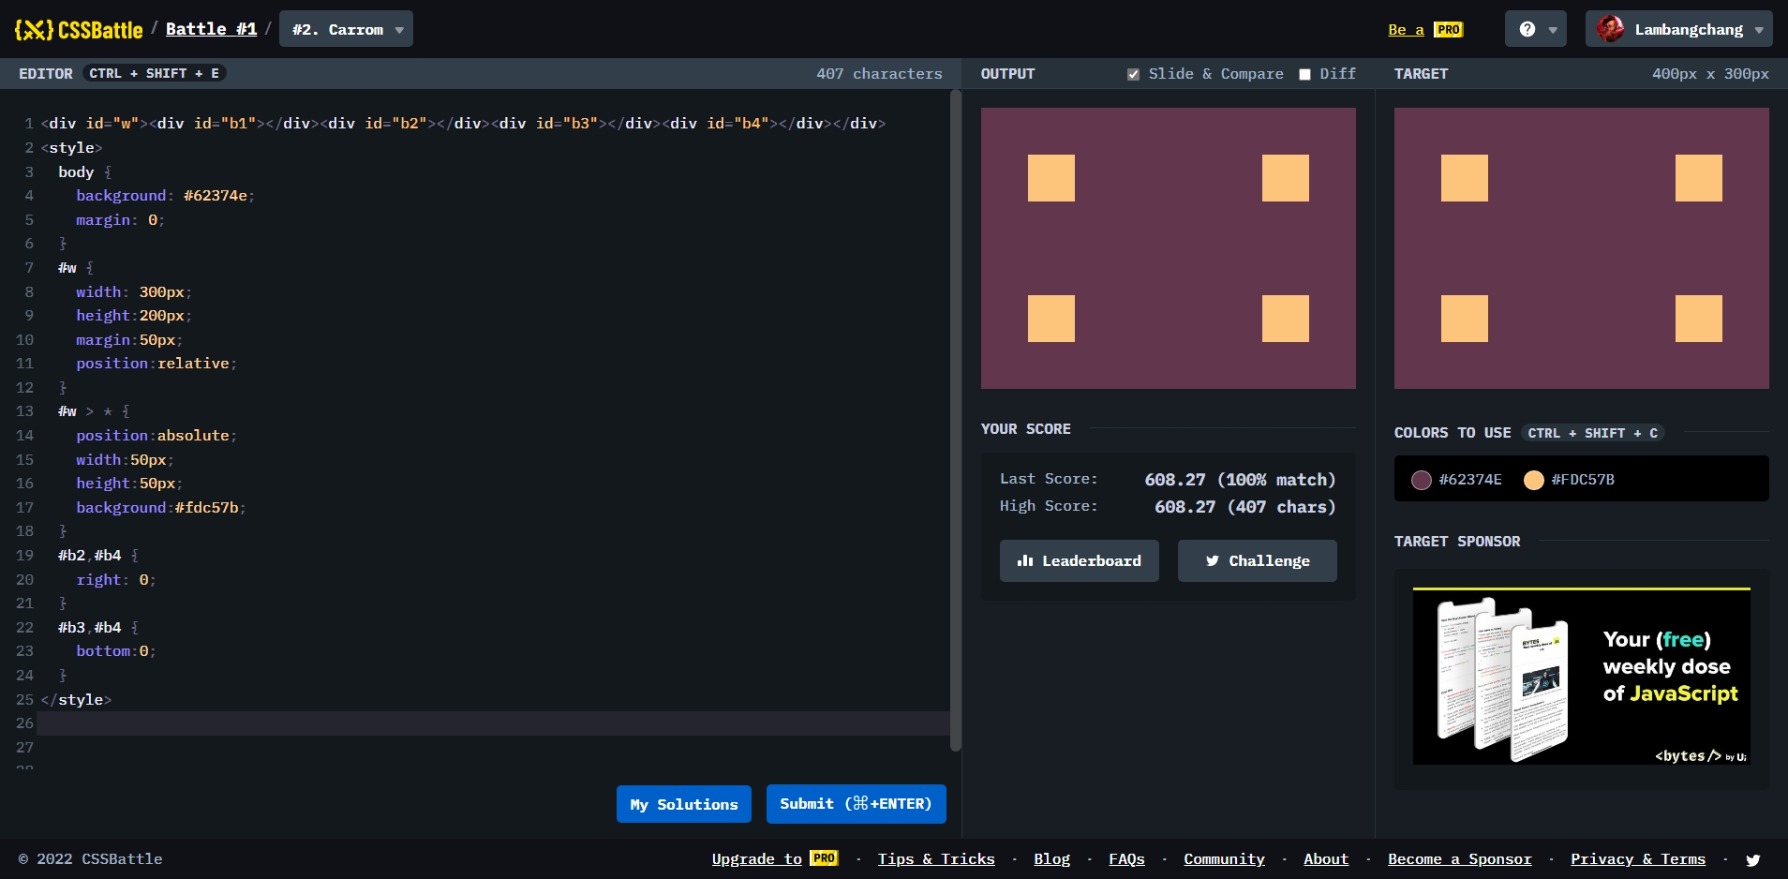 {X} CSSBattle / Battle #1 / #2. Carrom
Be a PRO
Lambangchang
EDITOR CTRL + SHIFT + E 407 characters
1 <div id="w"><div id="b1"></div><div id="b2"></div><div id="b3"></div><div id="b4"></div></div>
2 <style>
3 body {
4 background: #62374e;
5 margin: 0;
6 }
7 #w {
8 width: 300px;
9 height:200px;
10 margin:50px;
11 position:relative;
12 }
13 #w > * {
14 position:absolute;
15 width:50px;
16 height:50px;
17 background:#fdc57b;
18 }
19 #b2,#b4 {
20 right: 0;
21 }
22 #b3,#b4 {
23 bottom:0;
24 }
25 </style>
26
27
28
My Solutions Submit (⌘+ENTER)
OUTPUT Slide & Compare Diff
YOUR SCORE
Last Score: 608.27 (100% match)
High Score: 608.27 (407 chars)
Leaderboard Challenge
TARGET 400px x 300px
COLORS TO USE CTRL + SHIFT + C
#62374E #FDC57B
TARGET SPONSOR
BYTES
Your (free)
weekly dose
of JavaScript
<bytes/> by U;
© 2022 CSSBattle
Upgrade to PRO · Tips & Tricks · Blog · FAQs · Community · About · Become a Sponsor · Privacy & Terms ·